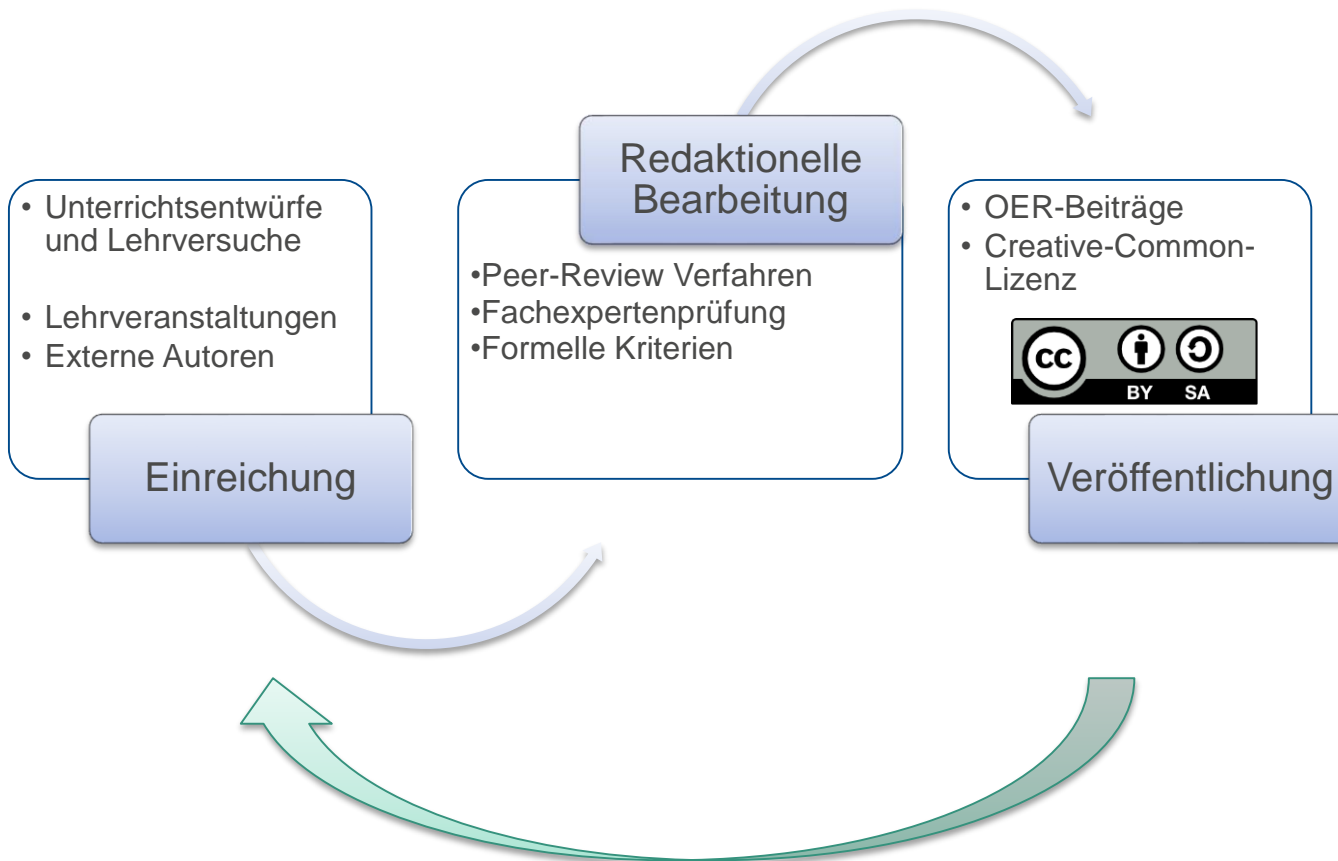 • Unterrichtsentwürfe
und Lehrversuche
• Lehrveranstaltungen
• Externe Autoren
Einreichung
Redaktionelle
Bearbeitung
•Peer-Review Verfahren
•Fachexpertenprüfung
•Formelle Kriterien
• OER-Beiträge
• Creative-Common-
Lizenz
cc
BY SA
Veröffentlichung